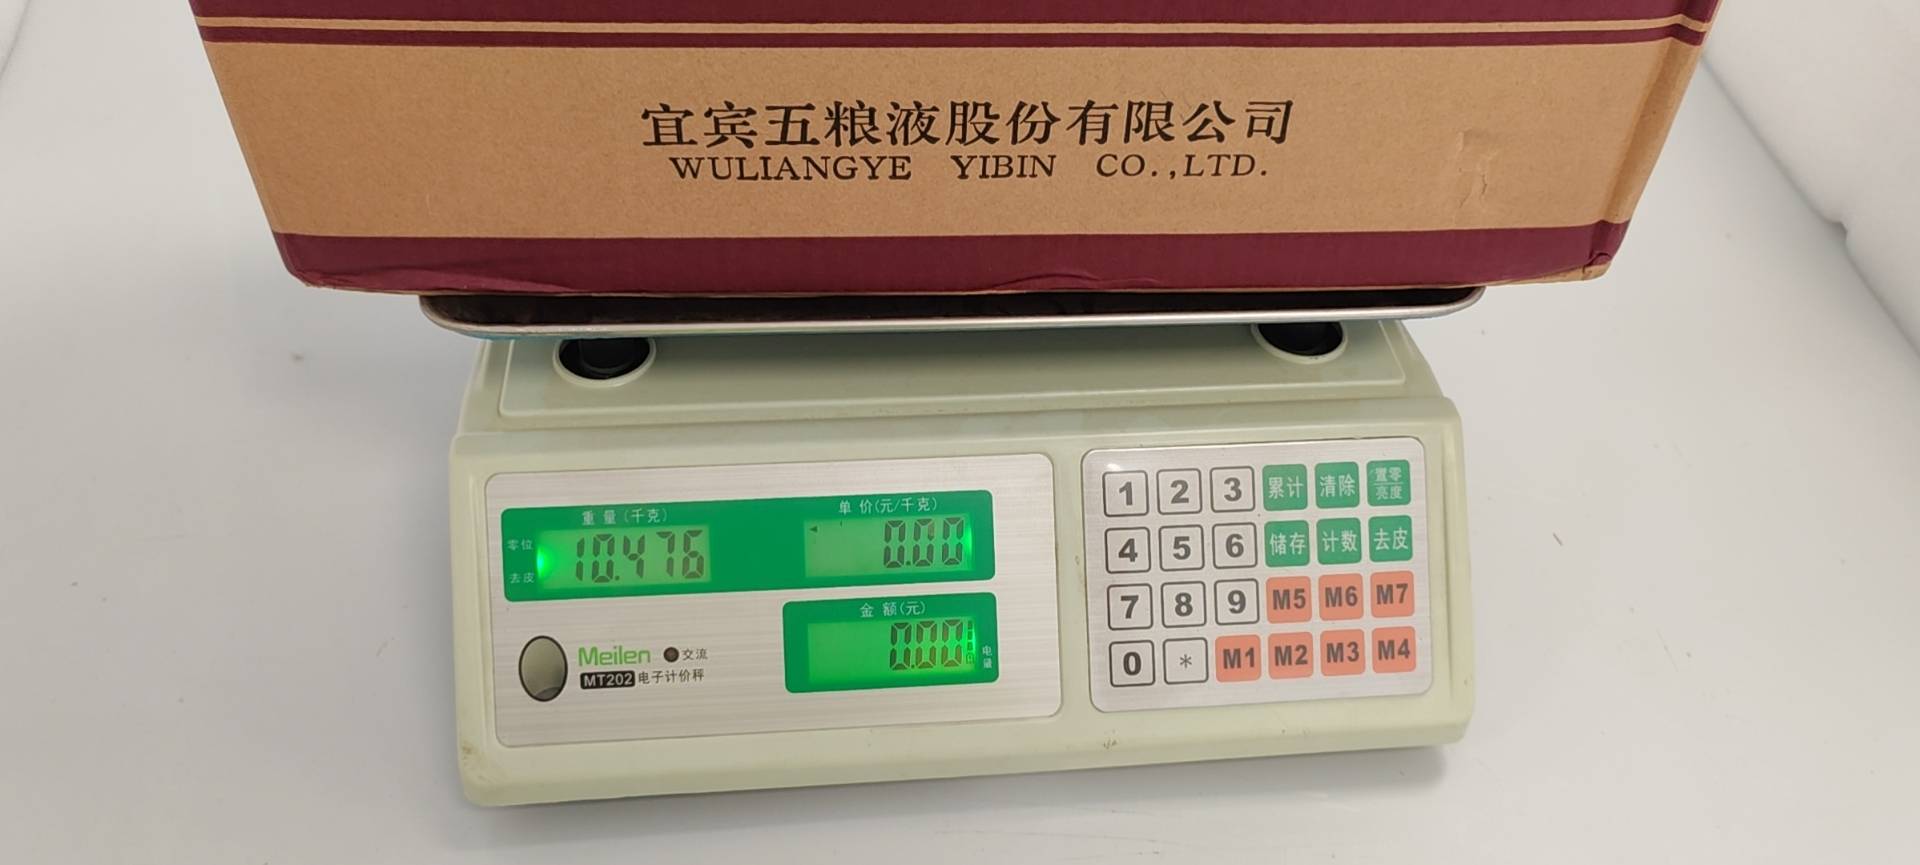 宜宾五粮液股份有限公司
WULIANGYE YIBIN CO.,LTD.
重量(千克)
单价(元/千克)
零位
去皮
10.476
0.00
金额(元)
0.00
电量
Meilen 交流
MT202 电子计价秤
1 2 3 累计 清除 置零 亮度
4 5 6 储存 计数 去皮
7 8 9 M5 M6 M7
0 * M1 M2 M3 M4